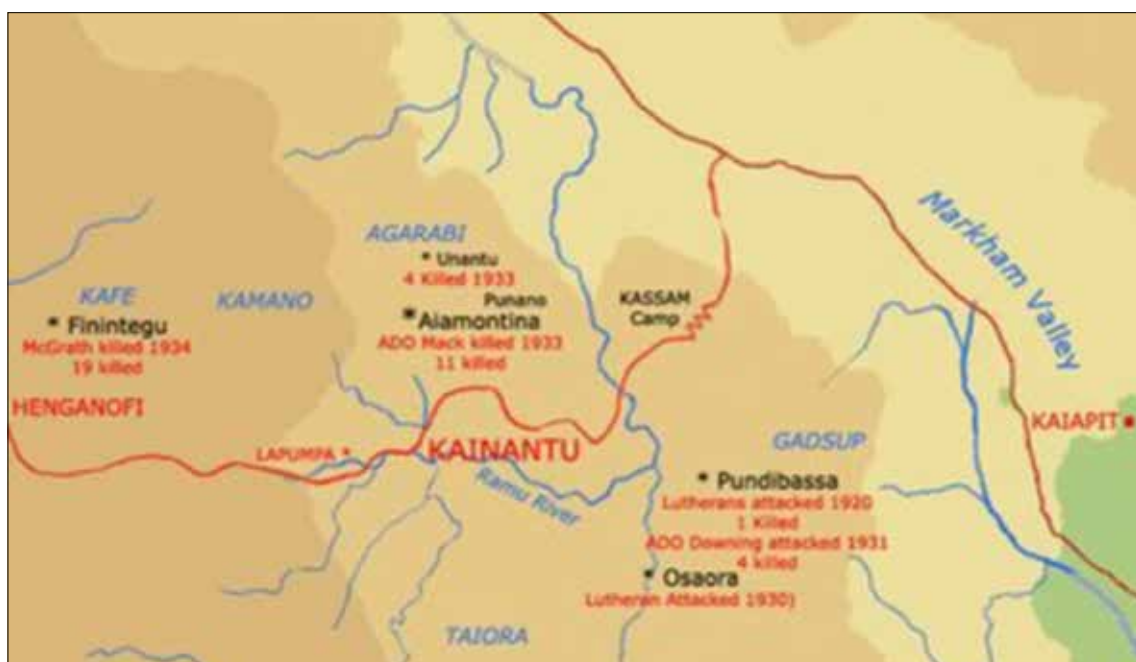 Markham Valley
AGARABI
* Unantu
4 Killed 1933
Punano
* Aiamontina
ADO Mack killed 1933
11 killed
KASSAM
Camp
KAFE
* Finintegu
McGrath killed 1934
19 killed
KAMANO
HENGANOFI
LAPUMPA *
KAINANTU
Ramu River
GADSUP
KAIAPIT
* Pundibassa
Lutherans attacked 1920
1 Killed
ADO Downing attacked 1931
4 killed
* Osaora
Lutheran Attacked 1930)
TAIORA